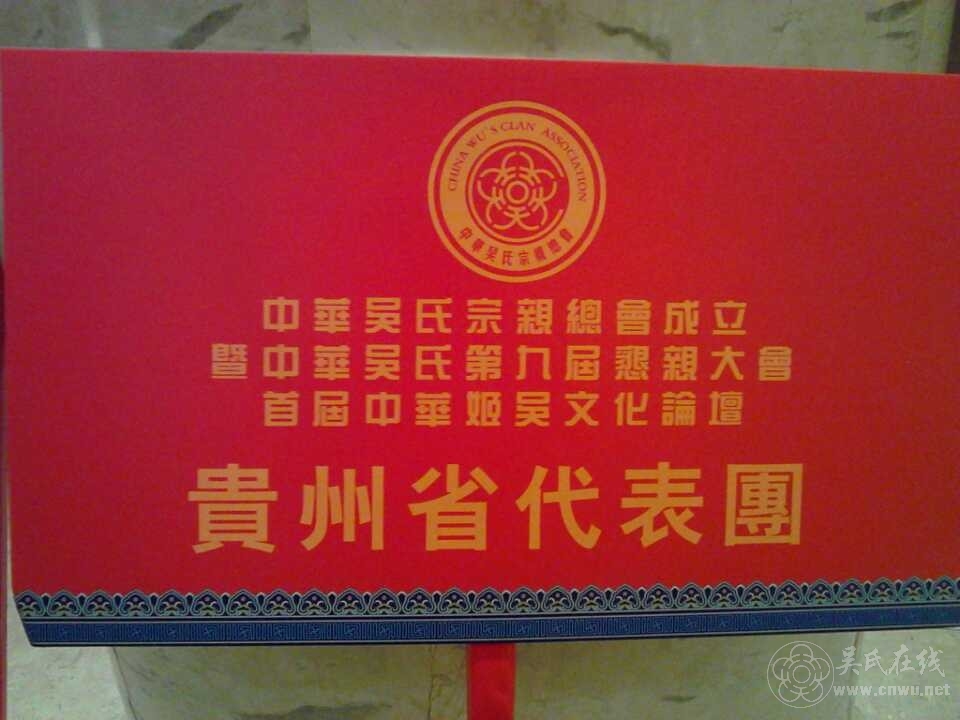 CHINA WU'S CLAN ASSOCIATION
中華吴氏宗親總會
中華吴氏宗親總會成立
暨中華吴氏第九屆懇親大會
首屆中華姬吴文化論壇
貴州省代表團
吴氏在线
www.cnwu.net